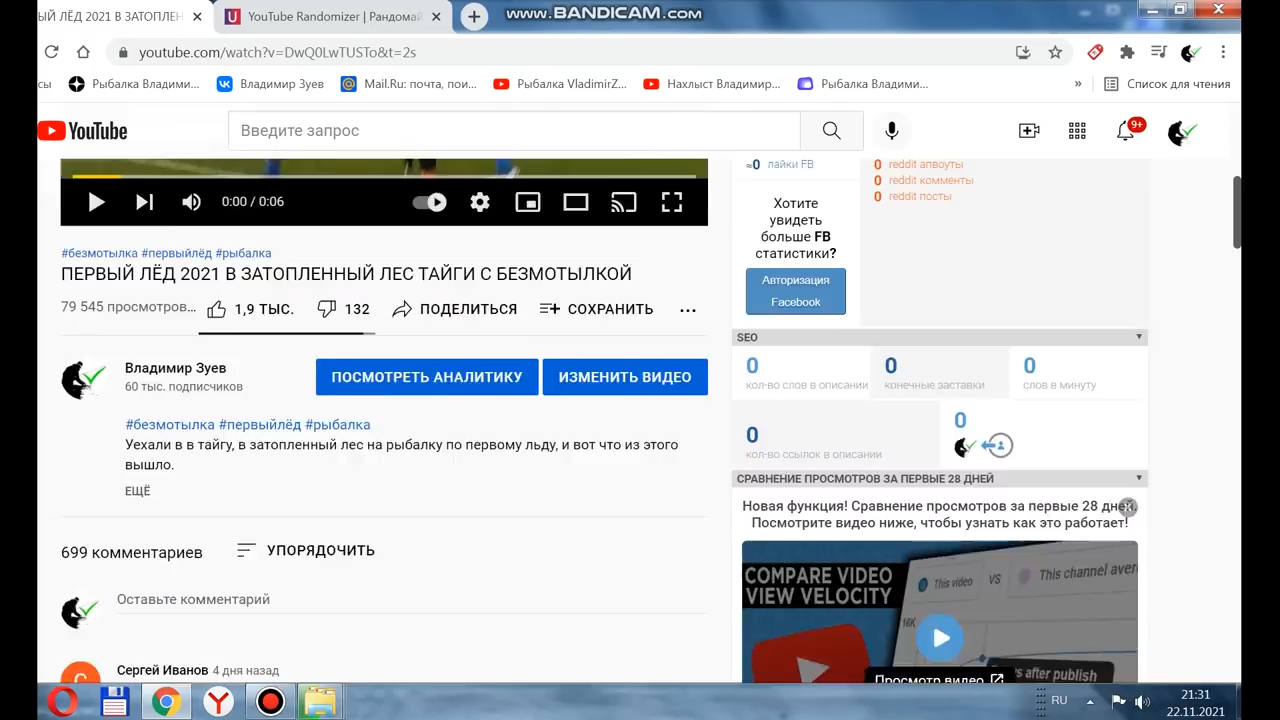 ЫЙ ЛЁД 2021 В ЗАТОПЛЕН
YouTube Randomizer | Рандомай
www.BANDICAM.com
youtube.com/watch?v=DwQ0LwTUSTo&t=2s
сы
Рыбалка Владими...
Владимир Зуев
Mail.Ru: почта, пои...
Рыбалка VladimirZ...
Нахлыст Владимир...
Рыбалка Владими...
»
Список для чтения
YouTube
Введите запрос
9+
≈0 лайки FB
0 reddit апвоуты
0 reddit комменты
0 reddit посты
Хотите
увидеть
больше FB
статистики?
Авторизация
Facebook
0:00 / 0:06
#безмотылка #первыйлёд #рыбалка
ПЕРВЫЙ ЛЁД 2021 В ЗАТОПЛЕННЫЙ ЛЕС ТАЙГИ С БЕЗМОТЫЛКОЙ
79 545 просмотров...
1,9 ТЫС.
132
ПОДЕЛИТЬСЯ
СОХРАНИТЬ
Владимир Зуев
60 тыс. подписчиков
ПОСМОТРЕТЬ АНАЛИТИКУ
ИЗМЕНИТЬ ВИДЕО
#безмотылка #первыйлёд #рыбалка
Уехали в в тайгу, в затопленный лес на рыбалку по первому льду, и вот что из этого
вышло.
ЕЩЁ
699 комментариев
УПОРЯДОЧИТЬ
Оставьте комментарий
С
Сергей Иванов 4 дня назад
SEO
0
кол-во слов в описании
0
конечные заставки
0
слов в минуту
0
кол-во ссылок в описании
0
СРАВНЕНИЕ ПРОСМОТРОВ ЗА ПЕРВЫЕ 28 ДНЕЙ
Новая функция! Сравнение просмотров за первые 28 дней.
Посмотрите видео ниже, чтобы узнать как это работает!
COMPARE VIDEO
VIEW VELOCITY
This video
VS
This channel aver
16K
rs after publish
Просмотр видео
RU
21:31
22.11.2021